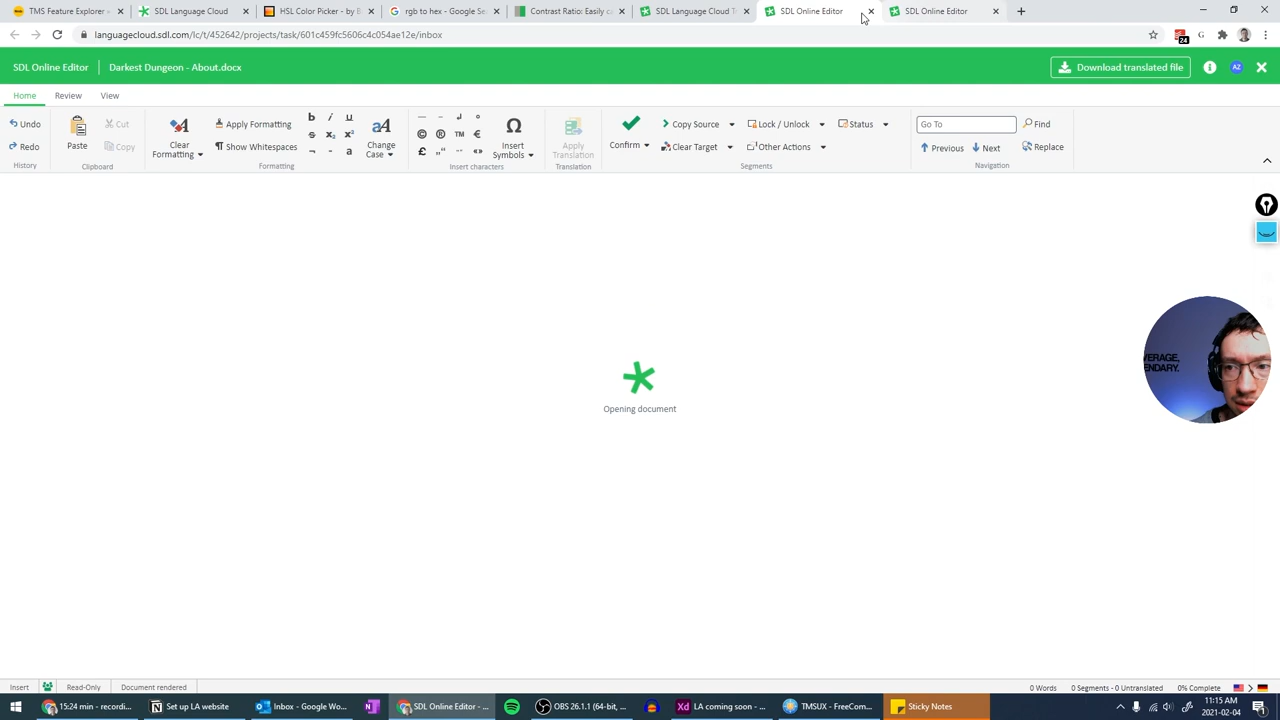 TMS Feature Explorer
SDL Language Cloud
HSL Color Picker - by B
rgb to hex - Google Se
Contrast Ratio: Easily c
SDL Language Cloud T
SDL Online Editor
SDL Online Editor
languagecloud.sdl.com/lc/t/452642/projects/task/601c459fc5606c4c054ae12e/inbox
24
SDL Online Editor
Darkest Dungeon - About.docx
Download translated file
AZ
Home
Review
View
Undo
Redo
History
Paste
Cut
Copy
Clipboard
Clear Formatting
Apply Formatting
Show Whitespaces
Change Case
Formatting
Insert Symbols
Insert characters
Apply Translation
Translation
Confirm
Copy Source
Clear Target
Lock / Unlock
Other Actions
Status
Segments
Go To
Find
Previous
Next
Replace
Navigation
Opening document
Insert
Read-Only
Document rendered
0 Words
0 Segments - 0 Untranslated
0% Complete
15:24 min - recordi...
Set up LA website
Inbox - Google Wo...
SDL Online Editor -...
OBS 26.1.1 (64-bit, ...
LA coming soon - ...
TMSUX - FreeCom...
Sticky Notes
11:15 AM
2021-02-04